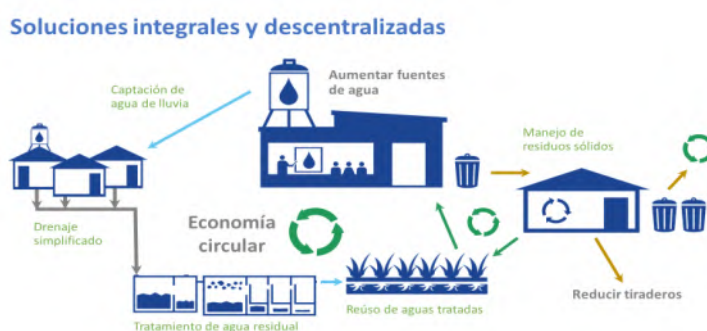 Soluciones integrales y descentralizadas
Captación de
agua de lluvia
Aumentar fuentes
de agua
Manejo de
residuos sólidos
Drenaje
simplificado
Economía
circular
Reducir tiraderos
Reúso de aguas tratadas
Tratamiento de agua residual